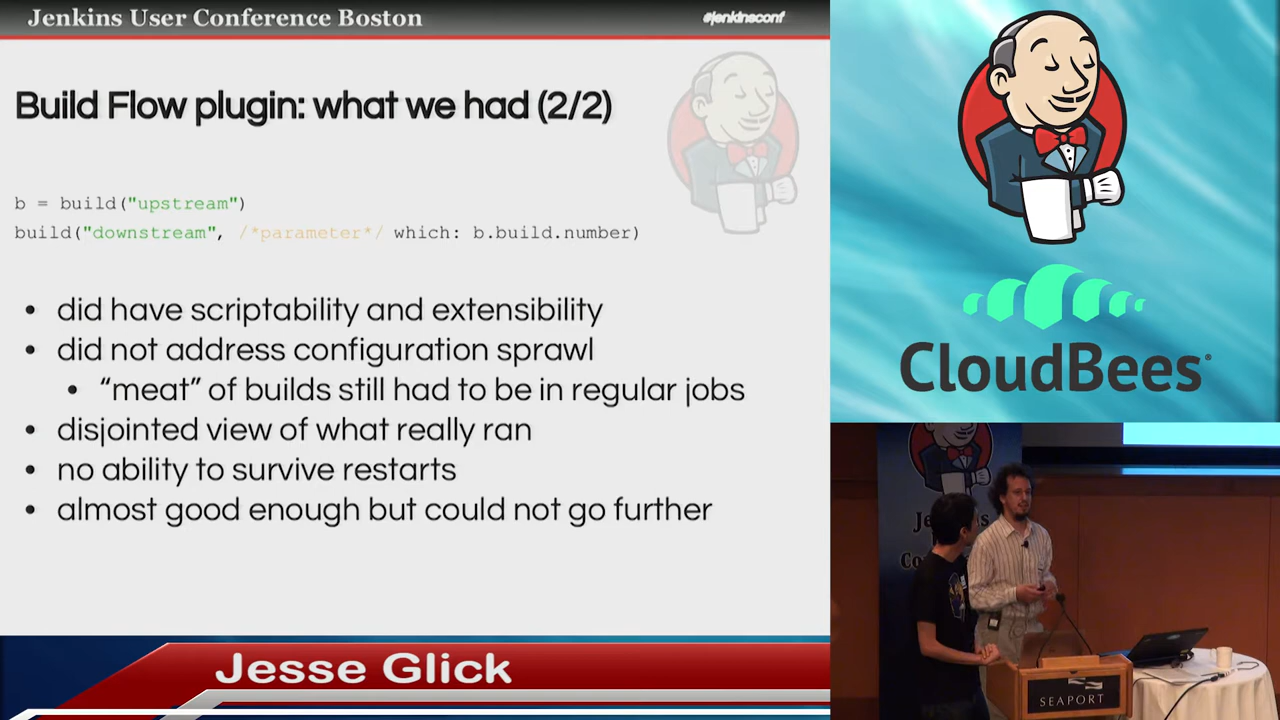 Jenkins User Conference Boston
#jenkinsconf
Build Flow plugin: what we had (2/2)
b = build("upstream")
build("downstream", /*parameter*/ which: b.build.number)
• did have scriptability and extensibility
• did not address configuration sprawl
• “meat” of builds still had to be in regular jobs
• disjointed view of what really ran
• no ability to survive restarts
• almost good enough but could not go further
Jesse Glick
CloudBees®
SEAPORT